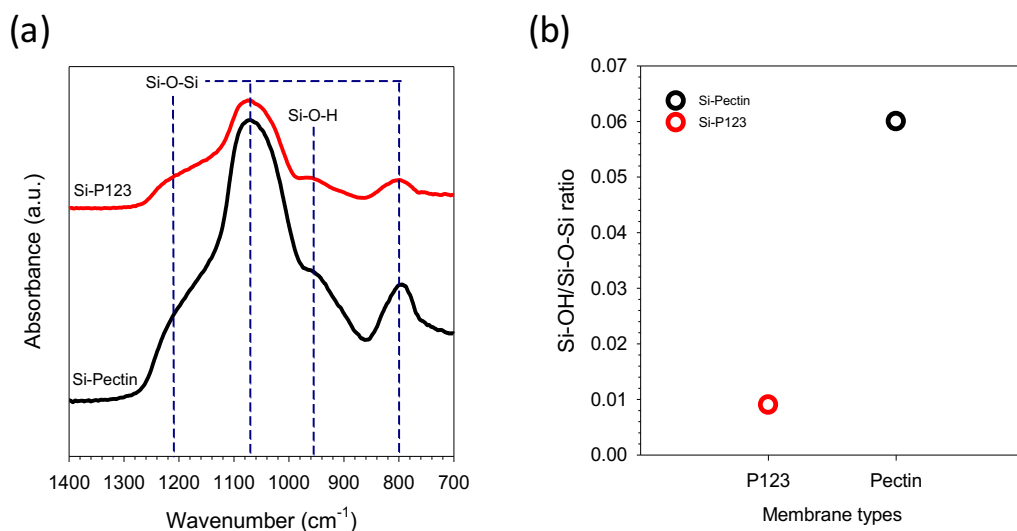 (a)
Si-O-Si
Si-O-H
Si-P123
Si-Pectin
Absorbance (a.u.)
1400 1300 1200 1100 1000 900 800 700
Wavenumber (cm⁻¹)
(b)
0.07
0.06
0.05
0.04
0.03
0.02
0.01
0.00
Si-Pectin
Si-P123
Si-OH/Si-O-Si ratio
P123 Pectin
Membrane types